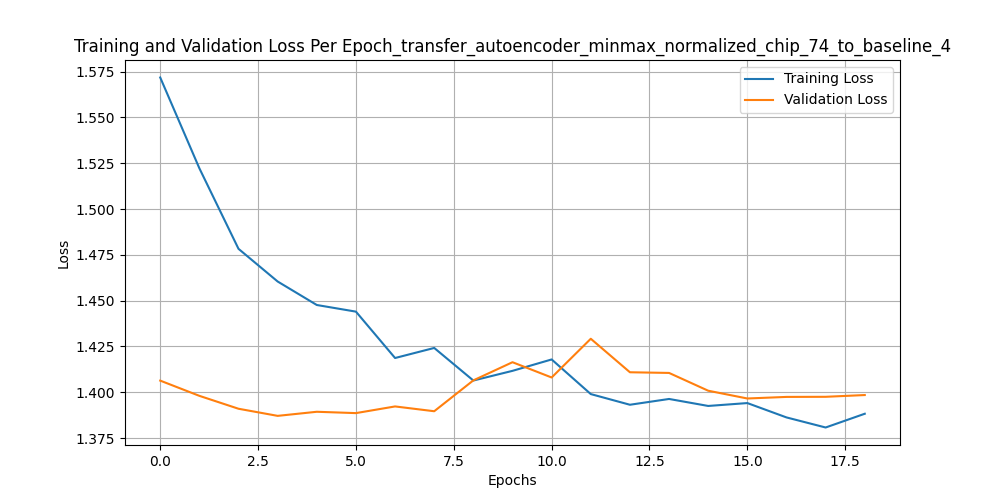 Training and Validation Loss Per Epoch_transfer_autoencoder_minmax_normalized_chip_74_to_baseline_4
Training Loss
Validation Loss
1.575
1.550
1.525
1.500
1.475
1.450
1.425
1.400
1.375
Loss
0.0 2.5 5.0 7.5 10.0 12.5 15.0 17.5
Epochs